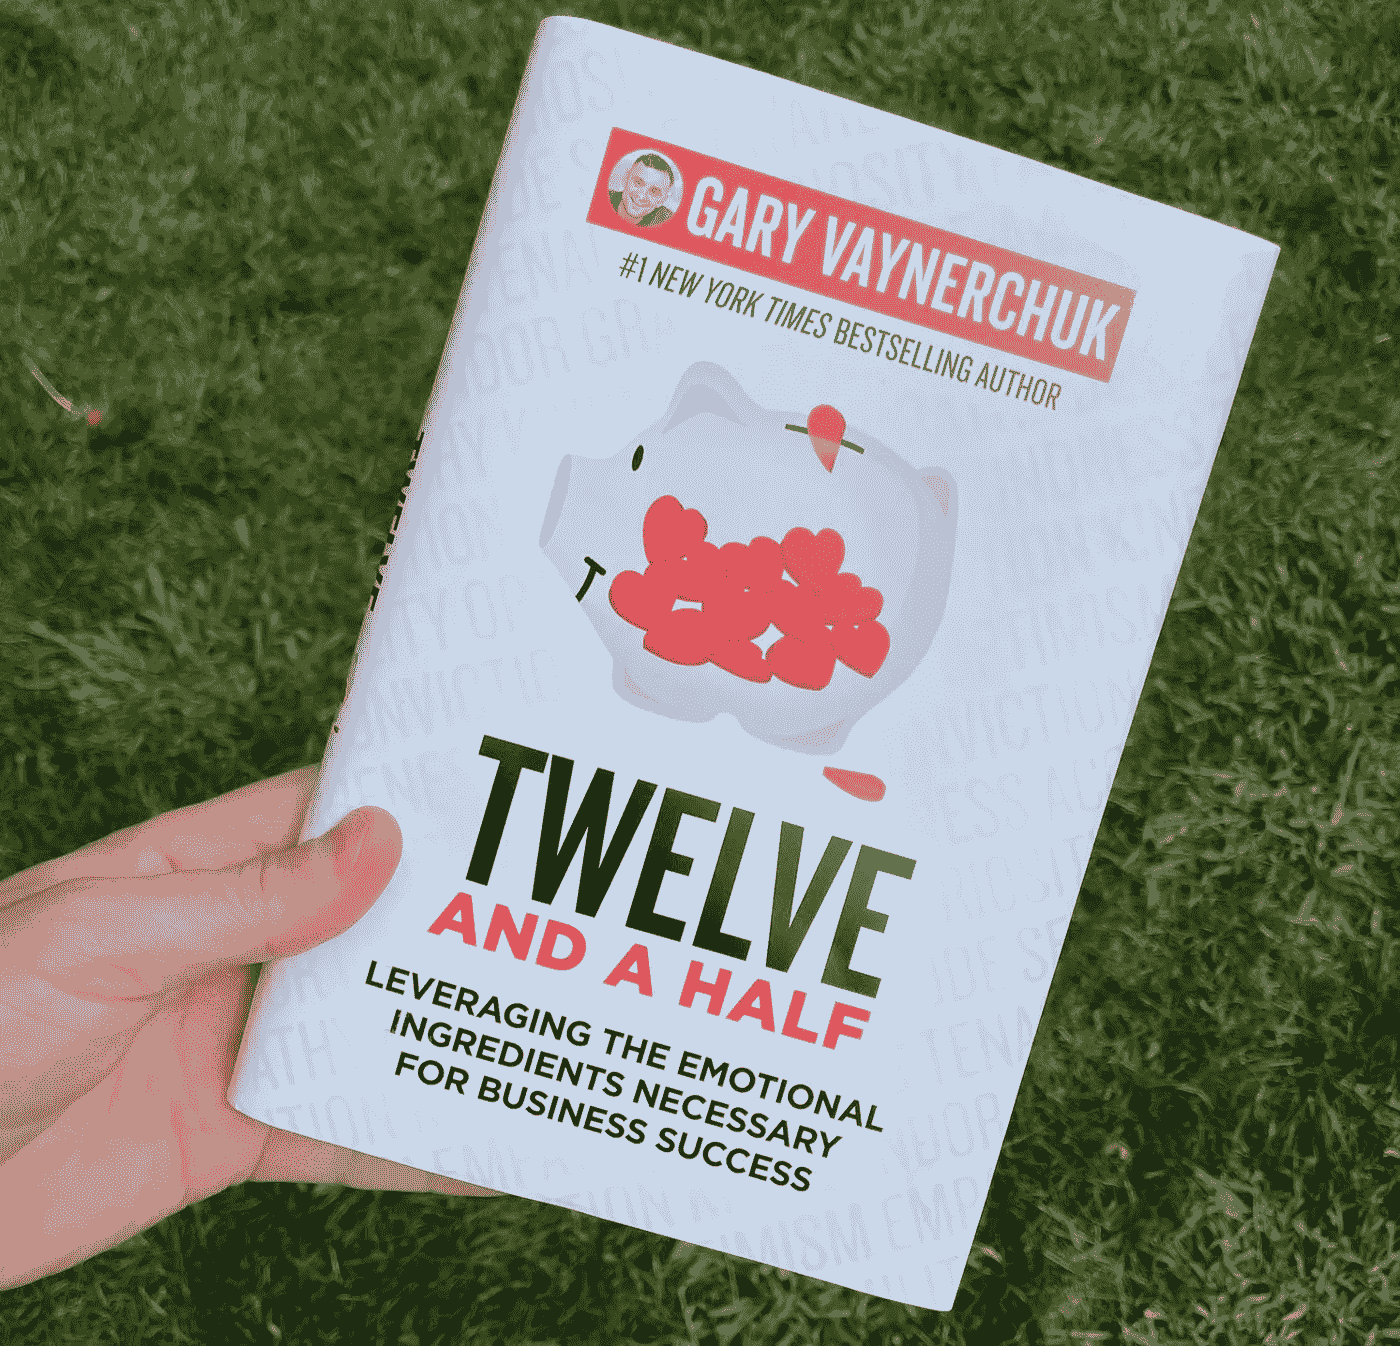 GARY VAYNERCHUK
#1 NEW YORK TIMES BESTSELLING AUTHOR
TWELVE
AND A HALF
LEVERAGING THE EMOTIONAL
INGREDIENTS NECESSARY
FOR BUSINESS SUCCESS